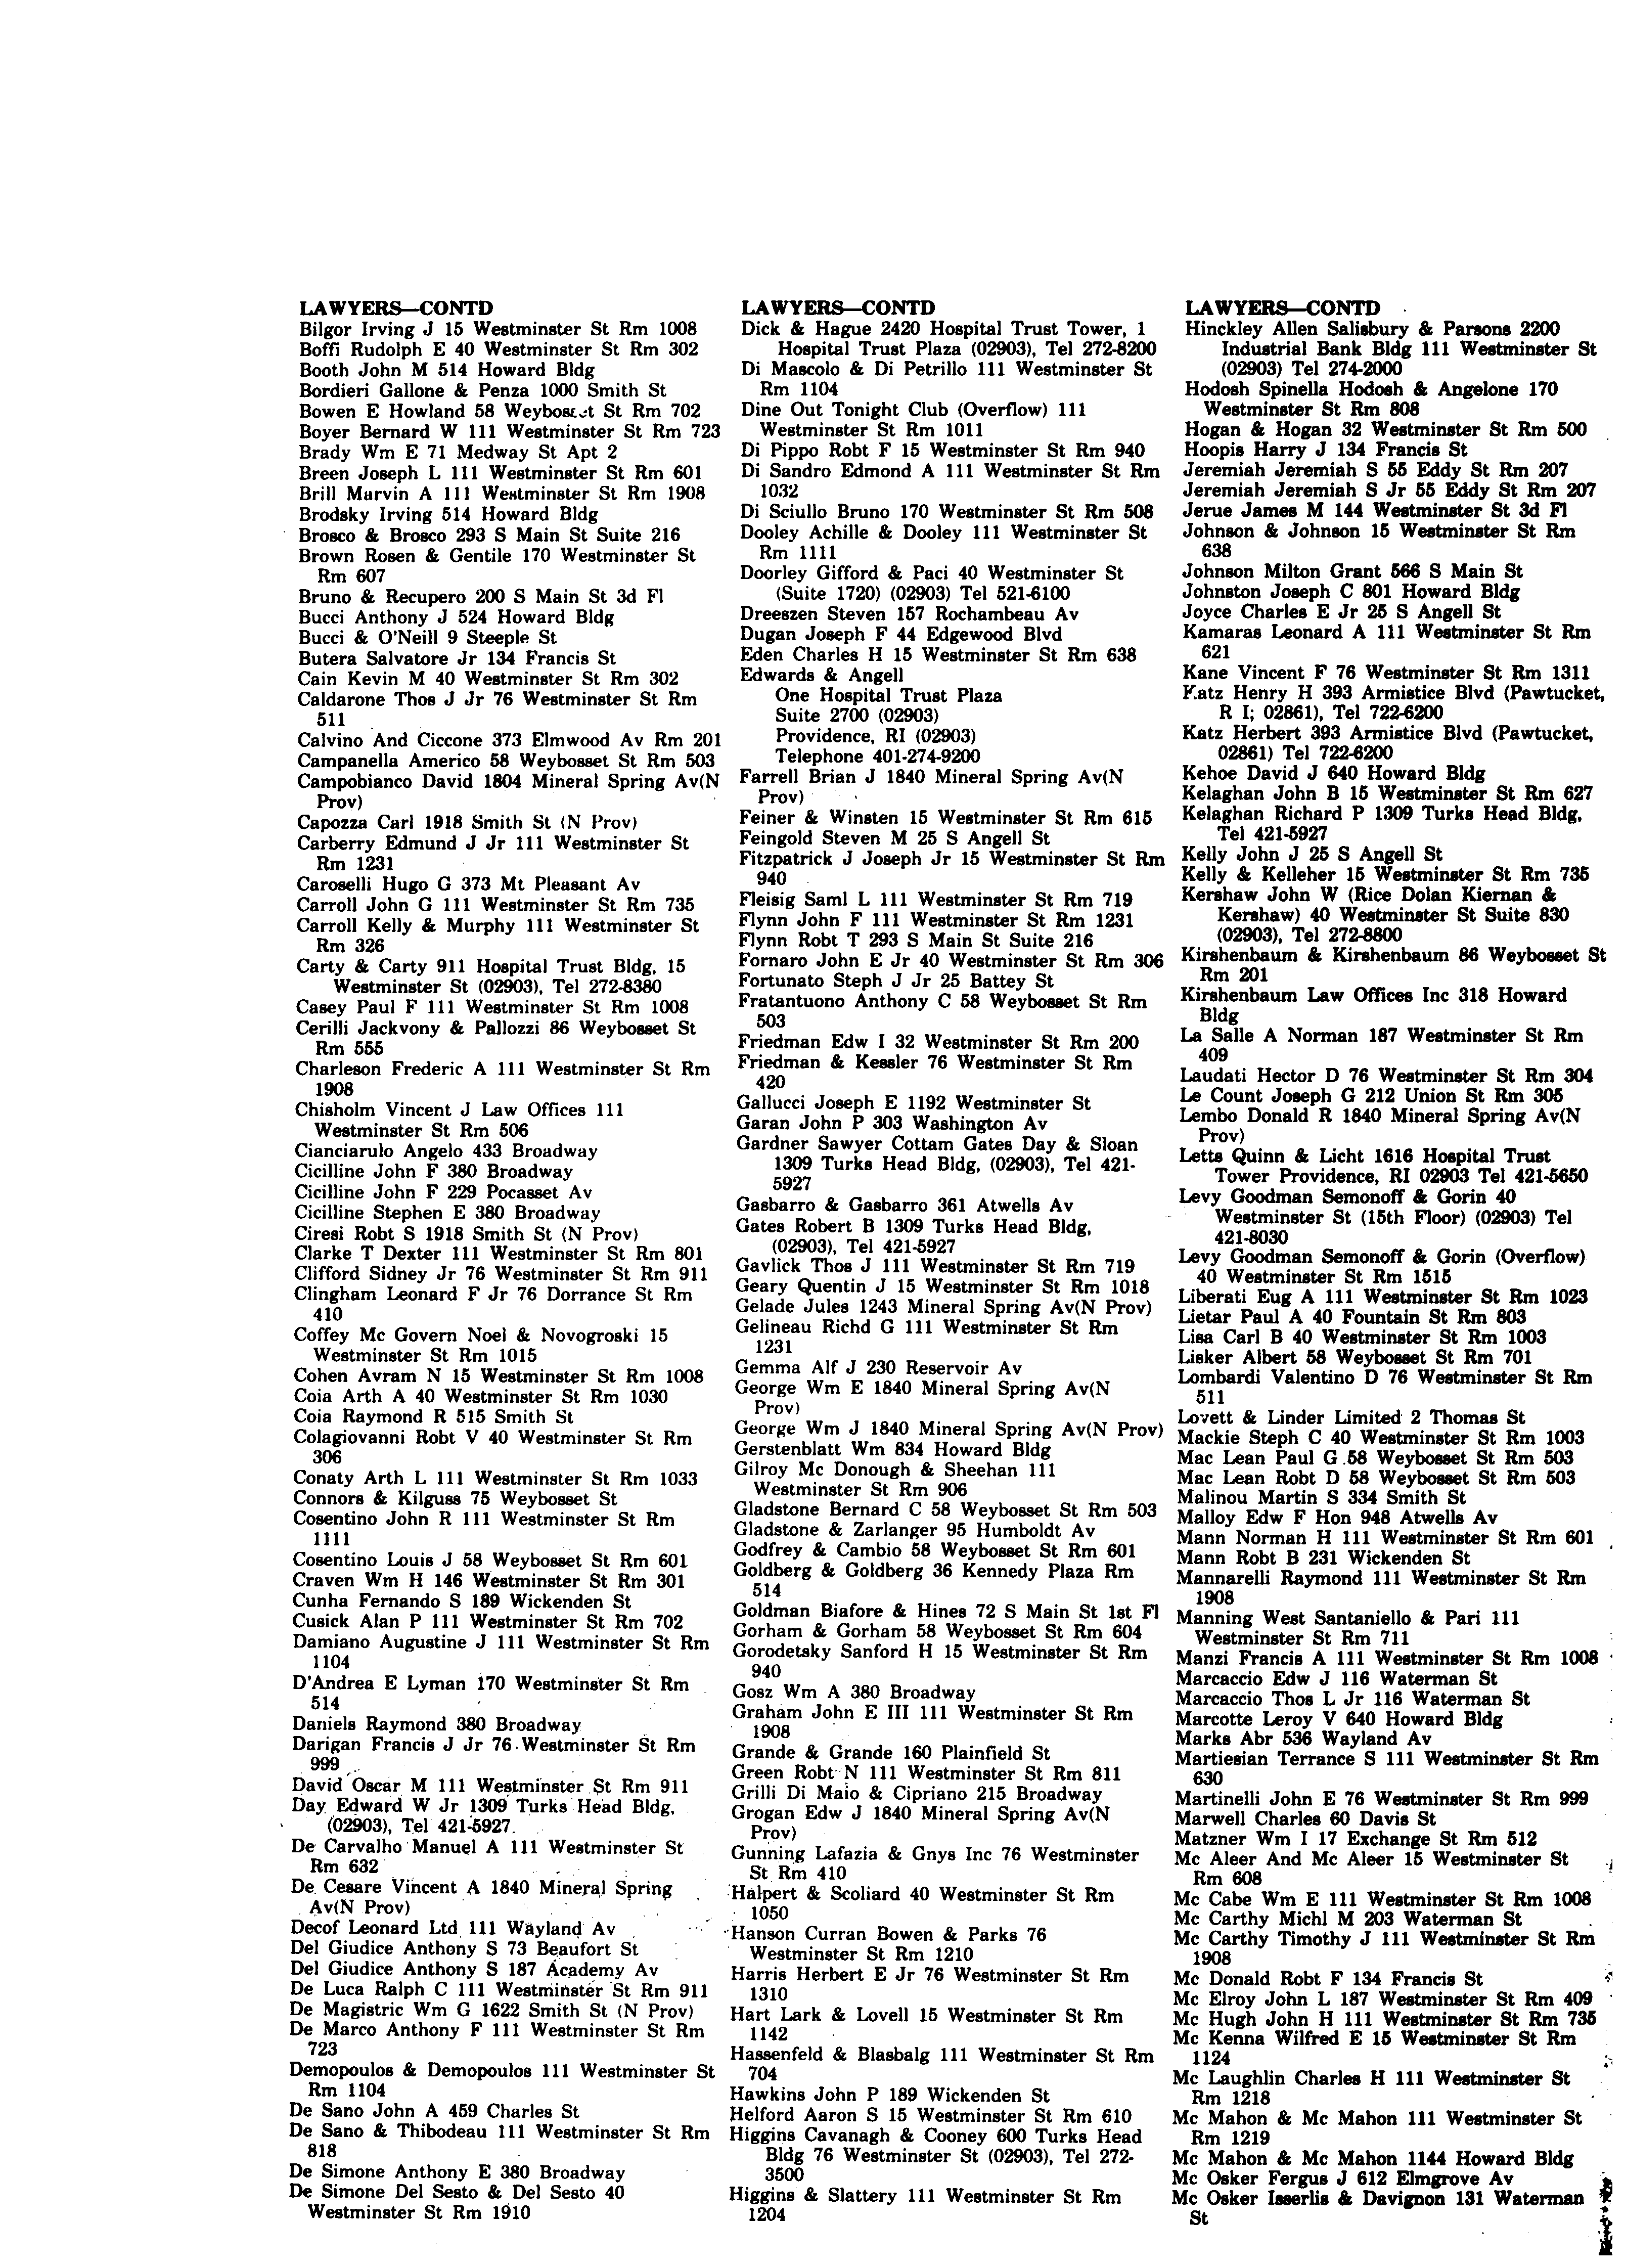 LAWYERS—CONTD
Bilgor Irving J 15 Westminster St Rm 1008
Boffi Rudolph E 40 Westminster St Rm 302
Booth John M 514 Howard Bldg
Bordieri Gallone & Penza 1000 Smith St
Bowen E Howland 58 Weybosset St Rm 702
Boyer Bernard W 111 Westminster St Rm 723
Brady Wm E 71 Medway St Apt 2
Breen Joseph L 111 Westminster St Rm 601
Brill Marvin A 111 Westminster St Rm 1908
Brodsky Irving 514 Howard Bldg
Brosco & Brosco 293 S Main St Suite 216
Brown Rosen & Gentile 170 Westminster St
Rm 607
Bruno & Recupero 200 S Main St 3d Fl
Bucci Anthony J 524 Howard Bldg
Bucci & O'Neill 9 Steeple St
Butera Salvatore Jr 134 Francis St
Cain Kevin M 40 Westminster St Rm 302
Caldarone Thos J Jr 76 Westminster St Rm
511
Calvino And Ciccone 373 Elmwood Av Rm 201
Campanella Americo 58 Weybosset St Rm 503
Campobianco David 1804 Mineral Spring Av(N
Prov)
Capozza Carl 1918 Smith St (N Prov)
Carberry Edmund J Jr 111 Westminster St
Rm 1231
Caroselli Hugo G 373 Mt Pleasant Av
Carroll John G 111 Westminster St Rm 735
Carroll Kelly & Murphy 111 Westminster St
Rm 326
Carty & Carty 911 Hospital Trust Bldg, 15
Westminster St (02903), Tel 272-8380
Casey Paul F 111 Westminster St Rm 1008
Cerilli Jackvony & Pallozzi 86 Weybosset St
Rm 555
Charleson Frederic A 111 Westminster St Rm
1908
Chisholm Vincent J Law Offices 111
Westminster St Rm 506
Cianciarulo Angelo 433 Broadway
Cicilline John F 380 Broadway
Cicilline John F 229 Pocasset Av
Cicilline Stephen E 380 Broadway
Ciresi Robt S 1918 Smith St (N Prov)
Clarke T Dexter 111 Westminster St Rm 801
Clifford Sidney Jr 76 Westminster St Rm 911
Clingham Leonard F Jr 76 Dorrance St Rm
410
Coffey Mc Govern Noel & Novogroski 15
Westminster St Rm 1015
Cohen Avram N 15 Westminster St Rm 1008
Coia Arth A 40 Westminster St Rm 1030
Coia Raymond R 515 Smith St
Colagiovanni Robt V 40 Westminster St Rm
306
Conaty Arth L 111 Westminster St Rm 1033
Connors & Kilguss 75 Weybosset St
Cosentino John R 111 Westminster St Rm
1111
Cosentino Louis J 58 Weybosset St Rm 601
Craven Wm H 146 Westminster St Rm 301
Cunha Fernando S 189 Wickenden St
Cusick Alan P 111 Westminster St Rm 702
Damiano Augustine J 111 Westminster St Rm
1104
D'Andrea E Lyman 170 Westminster St Rm
514
Daniels Raymond 380 Broadway
Darigan Francis J Jr 76 Westminster St Rm
999
David Oscar M 111 Westminster St Rm 911
Day Edward W Jr 1309 Turks Head Bldg,
(02903), Tel 421-5927.
De Carvalho Manuel A 111 Westminster St
Rm 632
De Cesare Vincent A 1840 Mineral Spring
Av(N Prov)
Decof Leonard Ltd 111 Wayland Av
Del Giudice Anthony S 73 Beaufort St
Del Giudice Anthony S 187 Academy Av
De Luca Ralph C 111 Westminster St Rm 911
De Magistric Wm G 1622 Smith St (N Prov)
De Marco Anthony F 111 Westminster St Rm
723
Demopoulos & Demopoulos 111 Westminster St
Rm 1104
De Sano John A 459 Charles St
De Sano & Thibodeau 111 Westminster St Rm
818
De Simone Anthony E 380 Broadway
De Simone Del Sesto & Del Sesto 40
Westminster St Rm 1910
LAWYERS—CONTD
Dick & Hague 2420 Hospital Trust Tower, 1
Hospital Trust Plaza (02903), Tel 272-8200
Di Mascolo & Di Petrillo 111 Westminster St
Rm 1104
Dine Out Tonight Club (Overflow) 111
Westminster St Rm 1011
Di Pippo Robt F 15 Westminster St Rm 940
Di Sandro Edmond A 111 Westminster St Rm
1032
Di Sciullo Bruno 170 Westminster St Rm 508
Dooley Achille & Dooley 111 Westminster St
Rm 1111
Doorley Gifford & Paci 40 Westminster St
(Suite 1720) (02903) Tel 521-6100
Dreeszen Steven 157 Rochambeau Av
Dugan Joseph F 44 Edgewood Blvd
Eden Charles H 15 Westminster St Rm 638
Edwards & Angell
One Hospital Trust Plaza
Suite 2700 (02903)
Providence, RI (02903)
Telephone 401-274-9200
Farrell Brian J 1840 Mineral Spring Av(N
Prov)
Feiner & Winsten 15 Westminster St Rm 615
Feingold Steven M 25 S Angell St
Fitzpatrick J Joseph Jr 15 Westminster St Rm
940
Fleisig Saml L 111 Westminster St Rm 719
Flynn John F 111 Westminster St Rm 1231
Flynn Robt T 293 S Main St Suite 216
Fornaro John E Jr 40 Westminster St Rm 306
Fortunato Steph J Jr 25 Battey St
Fratantuono Anthony C 58 Weybosset St Rm
503
Friedman Edw I 32 Westminster St Rm 200
Friedman & Kessler 76 Westminster St Rm
420
Gallucci Joseph E 1192 Westminster St
Garan John P 303 Washington Av
Gardner Sawyer Cottam Gates Day & Sloan
1309 Turks Head Bldg, (02903), Tel 421-
5927
Gasbarro & Gasbarro 361 Atwells Av
Gates Robert B 1309 Turks Head Bldg,
(02903), Tel 421-5927
Gavlick Thos J 111 Westminster St Rm 719
Geary Quentin J 15 Westminster St Rm 1018
Gelade Jules 1243 Mineral Spring Av(N Prov)
Gelineau Richd G 111 Westminster St Rm
1231
Gemma Alf J 230 Reservoir Av
George Wm E 1840 Mineral Spring Av(N
Prov)
George Wm J 1840 Mineral Spring Av(N Prov)
Gerstenblatt Wm 834 Howard Bldg
Gilroy Mc Donough & Sheehan 111
Westminster St Rm 906
Gladstone Bernard C 58 Weybosset St Rm 503
Gladstone & Zarlanger 95 Humboldt Av
Godfrey & Cambio 58 Weybosset St Rm 601
Goldberg & Goldberg 36 Kennedy Plaza Rm
514
Goldman Biafore & Hines 72 S Main St 1st Fl
Gorham & Gorham 58 Weybosset St Rm 604
Gorodetsky Sanford H 15 Westminster St Rm
940
Gosz Wm A 380 Broadway
Graham John E III 111 Westminster St Rm
1908
Grande & Grande 160 Plainfield St
Green Robt N 111 Westminster St Rm 811
Grilli Di Maio & Cipriano 215 Broadway
Grogan Edw J 1840 Mineral Spring Av(N
Prov)
Gunning Lafazia & Gnys Inc 76 Westminster
St Rm 410
Halpert & Scoliard 40 Westminster St Rm
1050
Hanson Curran Bowen & Parks 76
Westminster St Rm 1210
Harris Herbert E Jr 76 Westminster St Rm
1310
Hart Lark & Lovell 15 Westminster St Rm
1142
Hassenfeld & Blasbalg 111 Westminster St Rm
704
Hawkins John P 189 Wickenden St
Helford Aaron S 15 Westminster St Rm 610
Higgins Cavanagh & Cooney 600 Turks Head
Bldg 76 Westminster St (02903), Tel 272-
3500
Higgins & Slattery 111 Westminster St Rm
1204
LAWYERS—CONTD
Hinckley Allen Salisbury & Parsons 2200
Industrial Bank Bldg 111 Westminster St
(02903) Tel 274-2000
Hodosh Spinella Hodosh & Angelone 170
Westminster St Rm 808
Hogan & Hogan 32 Westminster St Rm 500
Hoopis Harry J 134 Francis St
Jeremiah Jeremiah S 55 Eddy St Rm 207
Jeremiah Jeremiah S Jr 55 Eddy St Rm 207
Jerue James M 144 Westminster St 3d Fl
Johnson & Johnson 15 Westminster St Rm
638
Johnson Milton Grant 566 S Main St
Johnston Joseph C 801 Howard Bldg
Joyce Charles E Jr 25 S Angell St
Kamaras Leonard A 111 Westminster St Rm
621
Kane Vincent F 76 Westminster St Rm 1311
Katz Henry H 393 Armistice Blvd (Pawtucket,
R I; 02861), Tel 722-6200
Katz Herbert 393 Armistice Blvd (Pawtucket,
02861) Tel 722-6200
Kehoe David J 640 Howard Bldg
Kelaghan John B 15 Westminster St Rm 627
Kelaghan Richard P 1309 Turks Head Bldg,
Tel 421-5927
Kelly John J 25 S Angell St
Kelly & Kelleher 15 Westminster St Rm 735
Kershaw John W (Rice Dolan Kiernan &
Kershaw) 40 Westminster St Suite 830
(02903), Tel 272-8800
Kirshenbaum & Kirshenbaum 86 Weybosset St
Rm 201
Kirshenbaum Law Offices Inc 318 Howard
Bldg
La Salle A Norman 187 Westminster St Rm
409
Laudati Hector D 76 Westminster St Rm 304
Le Count Joseph G 212 Union St Rm 305
Lembo Donald R 1840 Mineral Spring Av(N
Prov)
Letts Quinn & Licht 1616 Hospital Trust
Tower Providence, RI 02903 Tel 421-5650
Levy Goodman Semonoff & Gorin 40
Westminster St (15th Floor) (02903) Tel
421-8030
Levy Goodman Semonoff & Gorin (Overflow)
40 Westminster St Rm 1515
Liberati Eug A 111 Westminster St Rm 1023
Lietar Paul A 40 Fountain St Rm 803
Lisa Carl B 40 Westminster St Rm 1003
Lisker Albert 58 Weybosset St Rm 701
Lombardi Valentino D 76 Westminster St Rm
511
Lovett & Linder Limited 2 Thomas St
Mackie Steph C 40 Westminster St Rm 1003
Mac Lean Paul G 58 Weybosset St Rm 503
Mac Lean Robt D 58 Weybosset St Rm 503
Malinou Martin S 334 Smith St
Malloy Edw F Hon 948 Atwells Av
Mann Norman H 111 Westminster St Rm 601
Mann Robt B 231 Wickenden St
Mannarelli Raymond 111 Westminster St Rm
1908
Manning West Santaniello & Pari 111
Westminster St Rm 711
Manzi Francis A 111 Westminster St Rm 1008
Marcaccio Edw J 116 Waterman St
Marcaccio Thos L Jr 116 Waterman St
Marcotte Leroy V 640 Howard Bldg
Marks Abr 536 Wayland Av
Martiesian Terrance S 111 Westminster St Rm
630
Martinelli John E 76 Westminster St Rm 999
Marwell Charles 60 Davis St
Matzner Wm I 17 Exchange St Rm 512
Mc Aleer And Mc Aleer 15 Westminster St
Rm 608
Mc Cabe Wm E 111 Westminster St Rm 1008
Mc Carthy Michl M 203 Waterman St
Mc Carthy Timothy J 111 Westminster St Rm
1908
Mc Donald Robt F 134 Francis St
Mc Elroy John L 187 Westminster St Rm 409
Mc Hugh John H 111 Westminster St Rm 735
Mc Kenna Wilfred E 15 Westminster St Rm
1124
Mc Laughlin Charles H 111 Westminster St
Rm 1218
Mc Mahon & Mc Mahon 111 Westminster St
Rm 1219
Mc Mahon & Mc Mahon 1144 Howard Bldg
Mc Osker Fergus J 612 Elmgrove Av
Mc Osker Isserlis & Davignon 131 Waterman
St